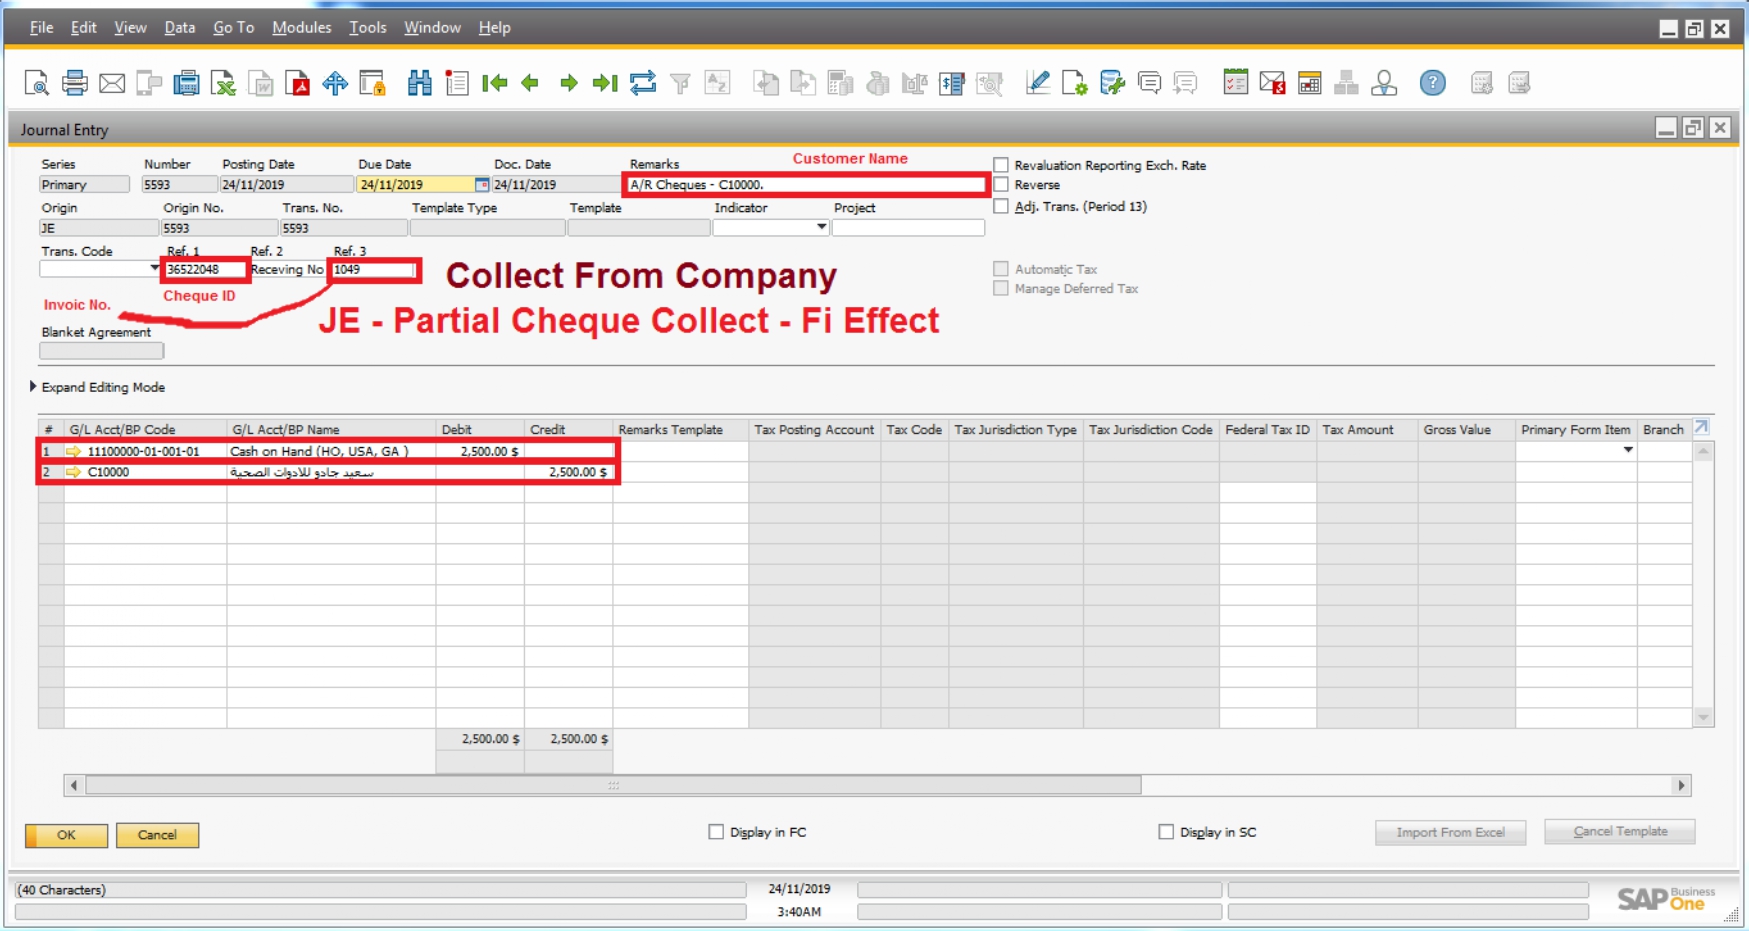 File Edit View Data Go To Modules Tools Window Help
Journal Entry
Series Number Posting Date Due Date Doc. Date Remarks Customer Name
Revaluation Reporting Exch. Rate
Primary 5593 24/11/2019 24/11/2019 24/11/2019 A/R Cheques - C10000.
Reverse
Origin Origin No. Trans. No. Template Type Template Indicator Project
Adj. Trans. (Period 13)
JE 5593 5593
Trans. Code Ref. 1 Ref. 2 Ref. 3
36522048 Receving No 1049
Automatic Tax
Manage Deferred Tax
Cheque ID
Invoic No.
Collect From Company
JE - Partial Cheque Collect - Fi Effect
Blanket Agreement
Expand Editing Mode
# G/L Acct/BP Code G/L Acct/BP Name Debit Credit Remarks Template Tax Posting Account Tax Code Tax Jurisdiction Type Tax Jurisdiction Code Federal Tax ID Tax Amount Gross Value Primary Form Item Branch
1 11100000-01-001-01 Cash on Hand (HO, USA, GA ) 2,500.00 $
2 C10000 سعيد جادو للادوات الصحية 2,500.00 $
2,500.00 $ 2,500.00 $
OK Cancel Display in FC Display in SC Import From Excel Cancel Template
(40 Characters) 24/11/2019
3:40AM
SAP Business One